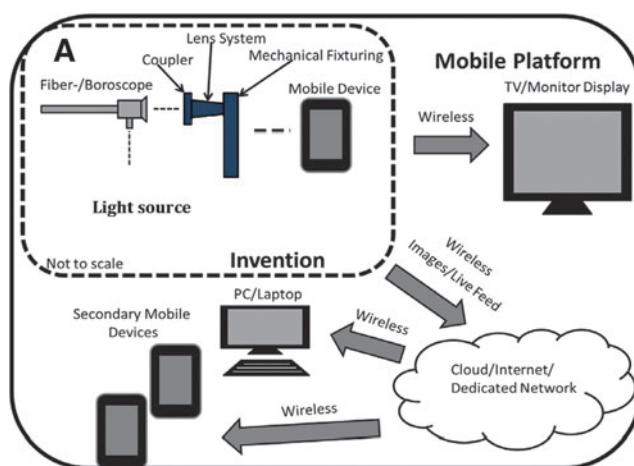 A
Lens System
Coupler
Mechanical Fixturing
Fiber-/Boroscope
Mobile Device
Light source
Not to scale
Invention
Mobile Platform
TV/Monitor Display
Wireless
Wireless
Images/Live Feed
PC/Laptop
Secondary Mobile
Devices
Wireless
Cloud/Internet/
Dedicated Network
Wireless